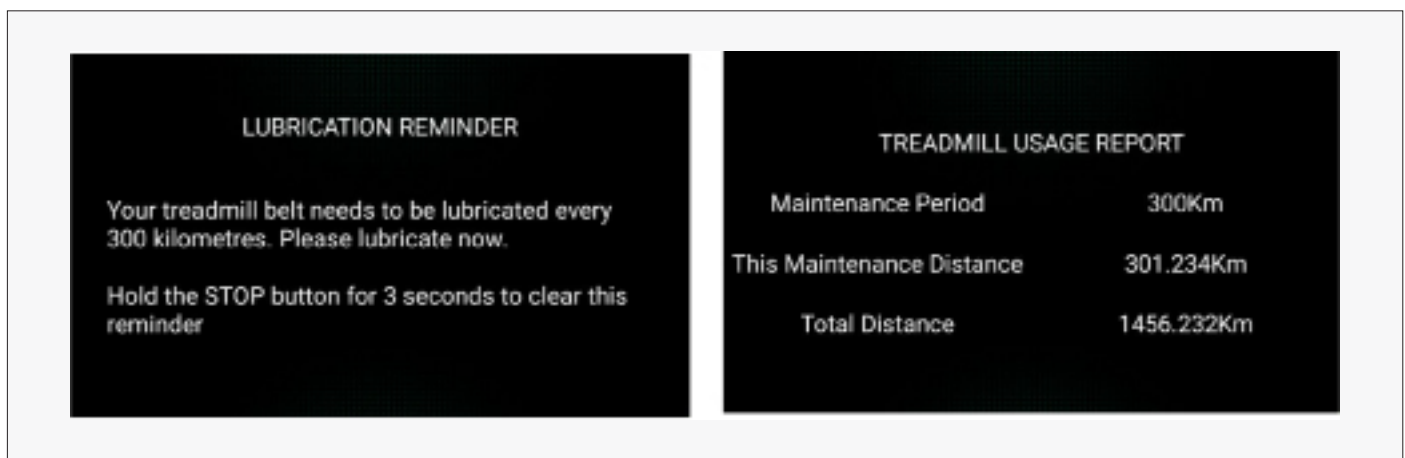 LUBRICATION REMINDER
Your treadmill belt needs to be lubricated every
300 kilometres. Please lubricate now.
Hold the STOP button for 3 seconds to clear this
reminder
TREADMILL USAGE REPORT
Maintenance Period 300Km
This Maintenance Distance 301.234Km
Total Distance 1456.232Km